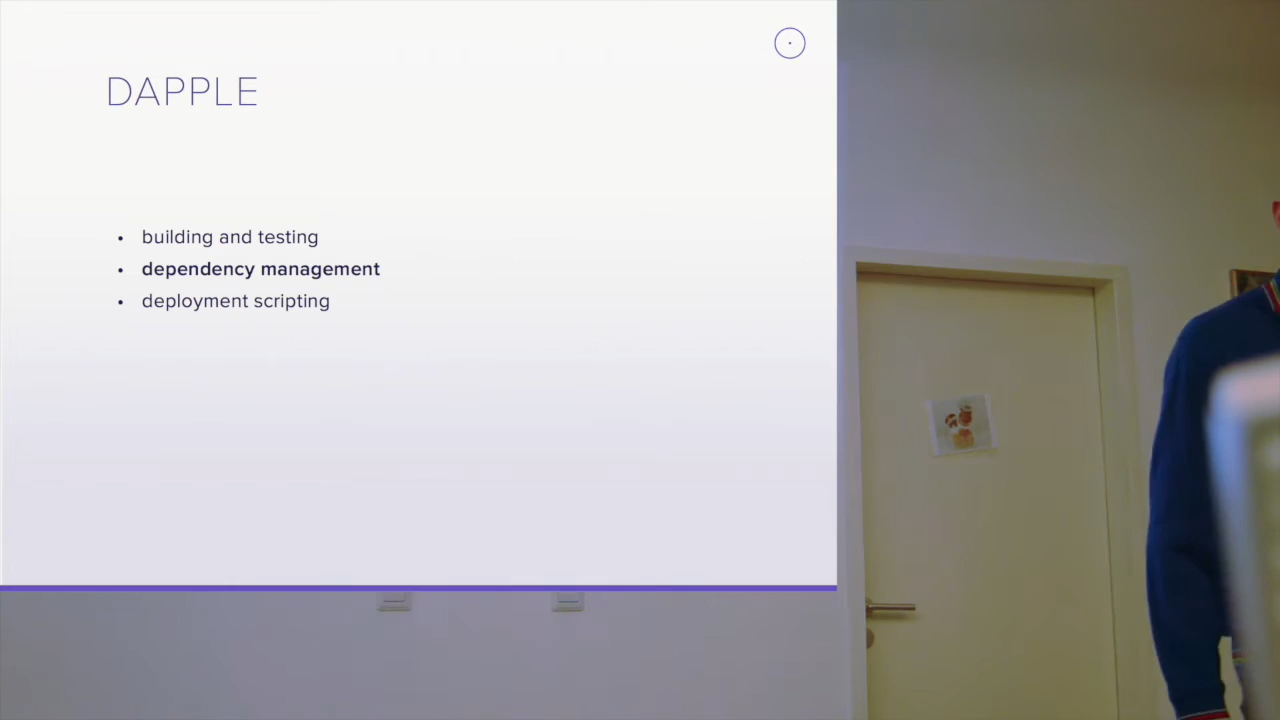 DAPPLE
• building and testing
• dependency management
• deployment scripting